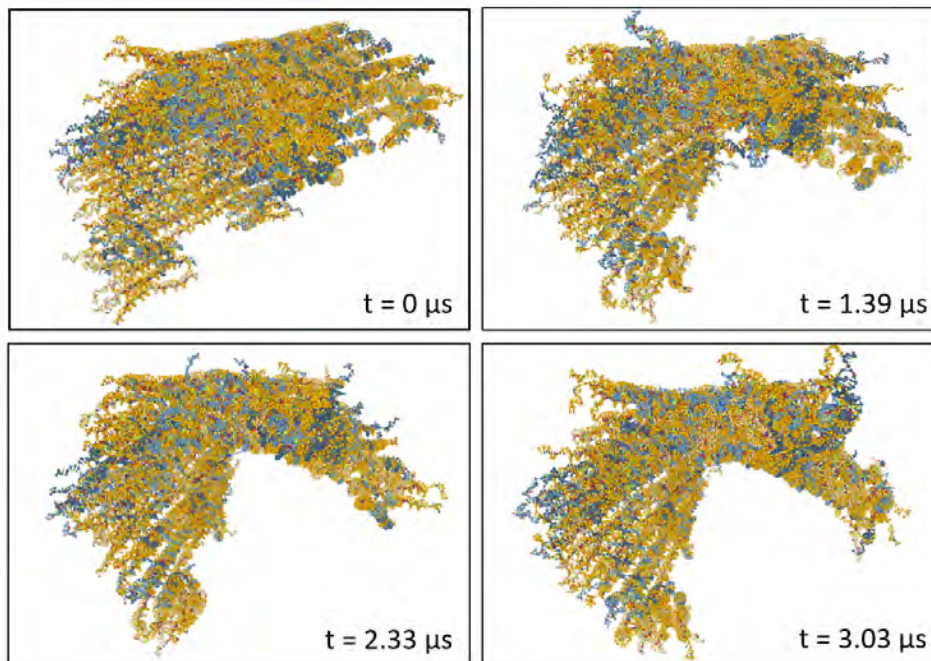 t = 0 μs
t = 1.39 μs
t = 2.33 μs
t = 3.03 μs